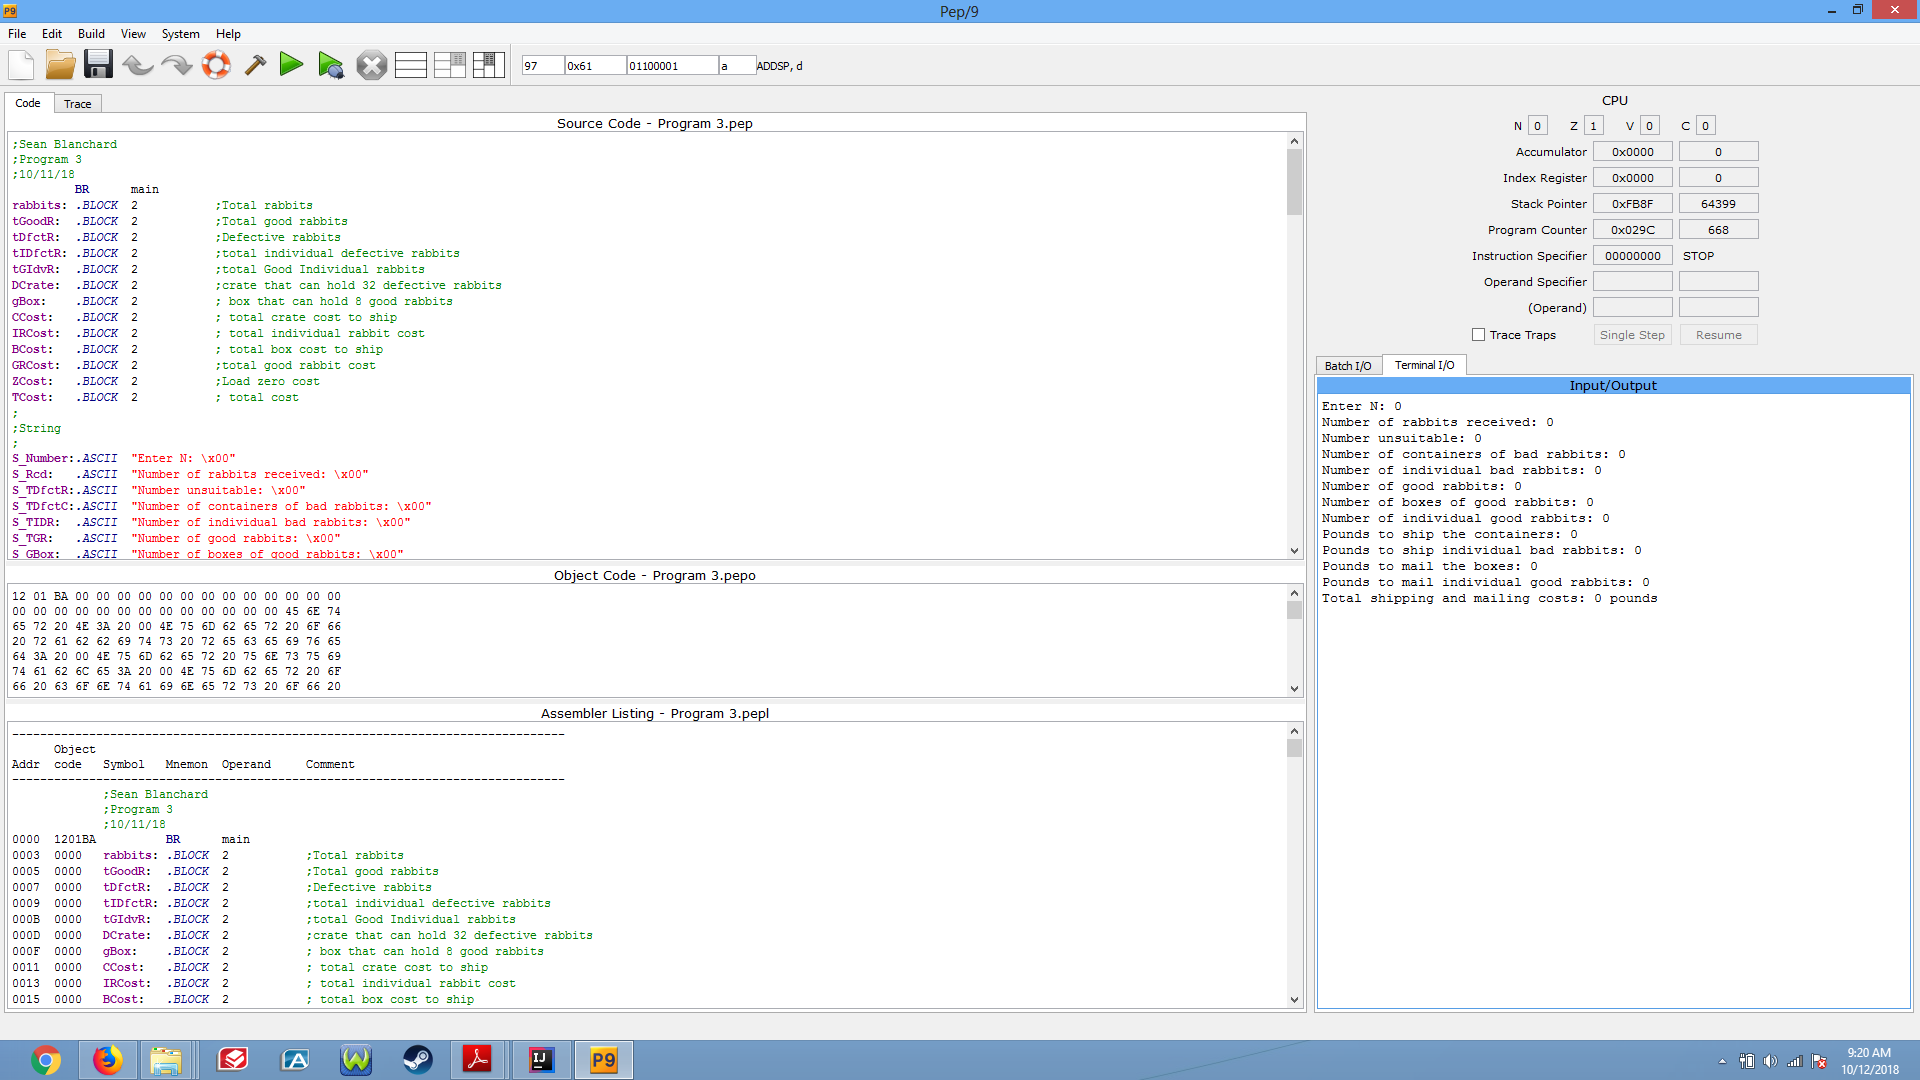 Pep/9
File Edit Build View System Help
97 0x61 01100001 a ADDSP, d
Code Trace
Source Code - Program 3.pep
;Sean Blanchard
;Program 3
;10/11/18
BR main
rabbits: .BLOCK 2 ;Total rabbits
tGoodR: .BLOCK 2 ;Total good rabbits
tDfctR: .BLOCK 2 ;Defective rabbits
tIDfctR: .BLOCK 2 ;total individual defective rabbits
tGIdvR: .BLOCK 2 ;total Good Individual rabbits
DCrate: .BLOCK 2 ;crate that can hold 32 defective rabbits
gBox: .BLOCK 2 ; box that can hold 8 good rabbits
CCost: .BLOCK 2 ; total crate cost to ship
IRCost: .BLOCK 2 ; total individual rabbit cost
BCost: .BLOCK 2 ; total box cost to ship
GRCost: .BLOCK 2 ;total good rabbit cost
ZCost: .BLOCK 2 ;Load zero cost
TCost: .BLOCK 2 ; total cost
;
;String
;
S_Number:.ASCII "Enter N: \x00"
S_Rcd: .ASCII "Number of rabbits received: \x00"
S_TDfctR:.ASCII "Number unsuitable: \x00"
S_TDfctC:.ASCII "Number of containers of bad rabbits: \x00"
S_TIDR: .ASCII "Number of individual bad rabbits: \x00"
S_TGR: .ASCII "Number of good rabbits: \x00"
S_GBox: .ASCII "Number of boxes of good rabbits: \x00"
Object Code - Program 3.pepo
12 01 BA 00 00 00 00 00 00 00 00 00 00 00 00 00
00 00 00 00 00 00 00 00 00 00 00 00 00 45 6E 74
65 72 20 4E 3A 20 00 4E 75 6D 62 65 72 20 6F 66
20 72 61 62 62 69 74 73 20 72 65 63 65 69 76 65
64 3A 20 00 4E 75 6D 62 65 72 20 75 6E 73 75 69
74 61 62 6C 65 3A 20 00 4E 75 6D 62 65 72 20 6F
66 20 63 6F 6E 74 61 69 6E 65 72 73 20 6F 66 20
Assembler Listing - Program 3.pepl
-------------------------------------------------------------------------------
Object
Addr code Symbol Mnemon Operand Comment
-------------------------------------------------------------------------------
;Sean Blanchard
;Program 3
;10/11/18
0000 1201BA BR main
0003 0000 rabbits: .BLOCK 2 ;Total rabbits
0005 0000 tGoodR: .BLOCK 2 ;Total good rabbits
0007 0000 tDfctR: .BLOCK 2 ;Defective rabbits
0009 0000 tIDfctR: .BLOCK 2 ;total individual defective rabbits
000B 0000 tGIdvR: .BLOCK 2 ;total Good Individual rabbits
000D 0000 DCrate: .BLOCK 2 ;crate that can hold 32 defective rabbits
000F 0000 gBox: .BLOCK 2 ; box that can hold 8 good rabbits
0011 0000 CCost: .BLOCK 2 ; total crate cost to ship
0013 0000 IRCost: .BLOCK 2 ; total individual rabbit cost
0015 0000 BCost: .BLOCK 2 ; total box cost to ship
CPU
N 0 Z 1 V 0 C 0
Accumulator 0x0000 0
Index Register 0x0000 0
Stack Pointer 0xFB8F 64399
Program Counter 0x029C 668
Instruction Specifier 00000000 STOP
Operand Specifier
(Operand)
Trace Traps Single Step Resume
Batch I/O Terminal I/O
Input/Output
Enter N: 0
Number of rabbits received: 0
Number unsuitable: 0
Number of containers of bad rabbits: 0
Number of individual bad rabbits: 0
Number of good rabbits: 0
Number of boxes of good rabbits: 0
Number of individual good rabbits: 0
Pounds to ship the containers: 0
Pounds to ship individual bad rabbits: 0
Pounds to mail the boxes: 0
Pounds to mail individual good rabbits: 0
Total shipping and mailing costs: 0 pounds
9:20 AM
10/12/2018